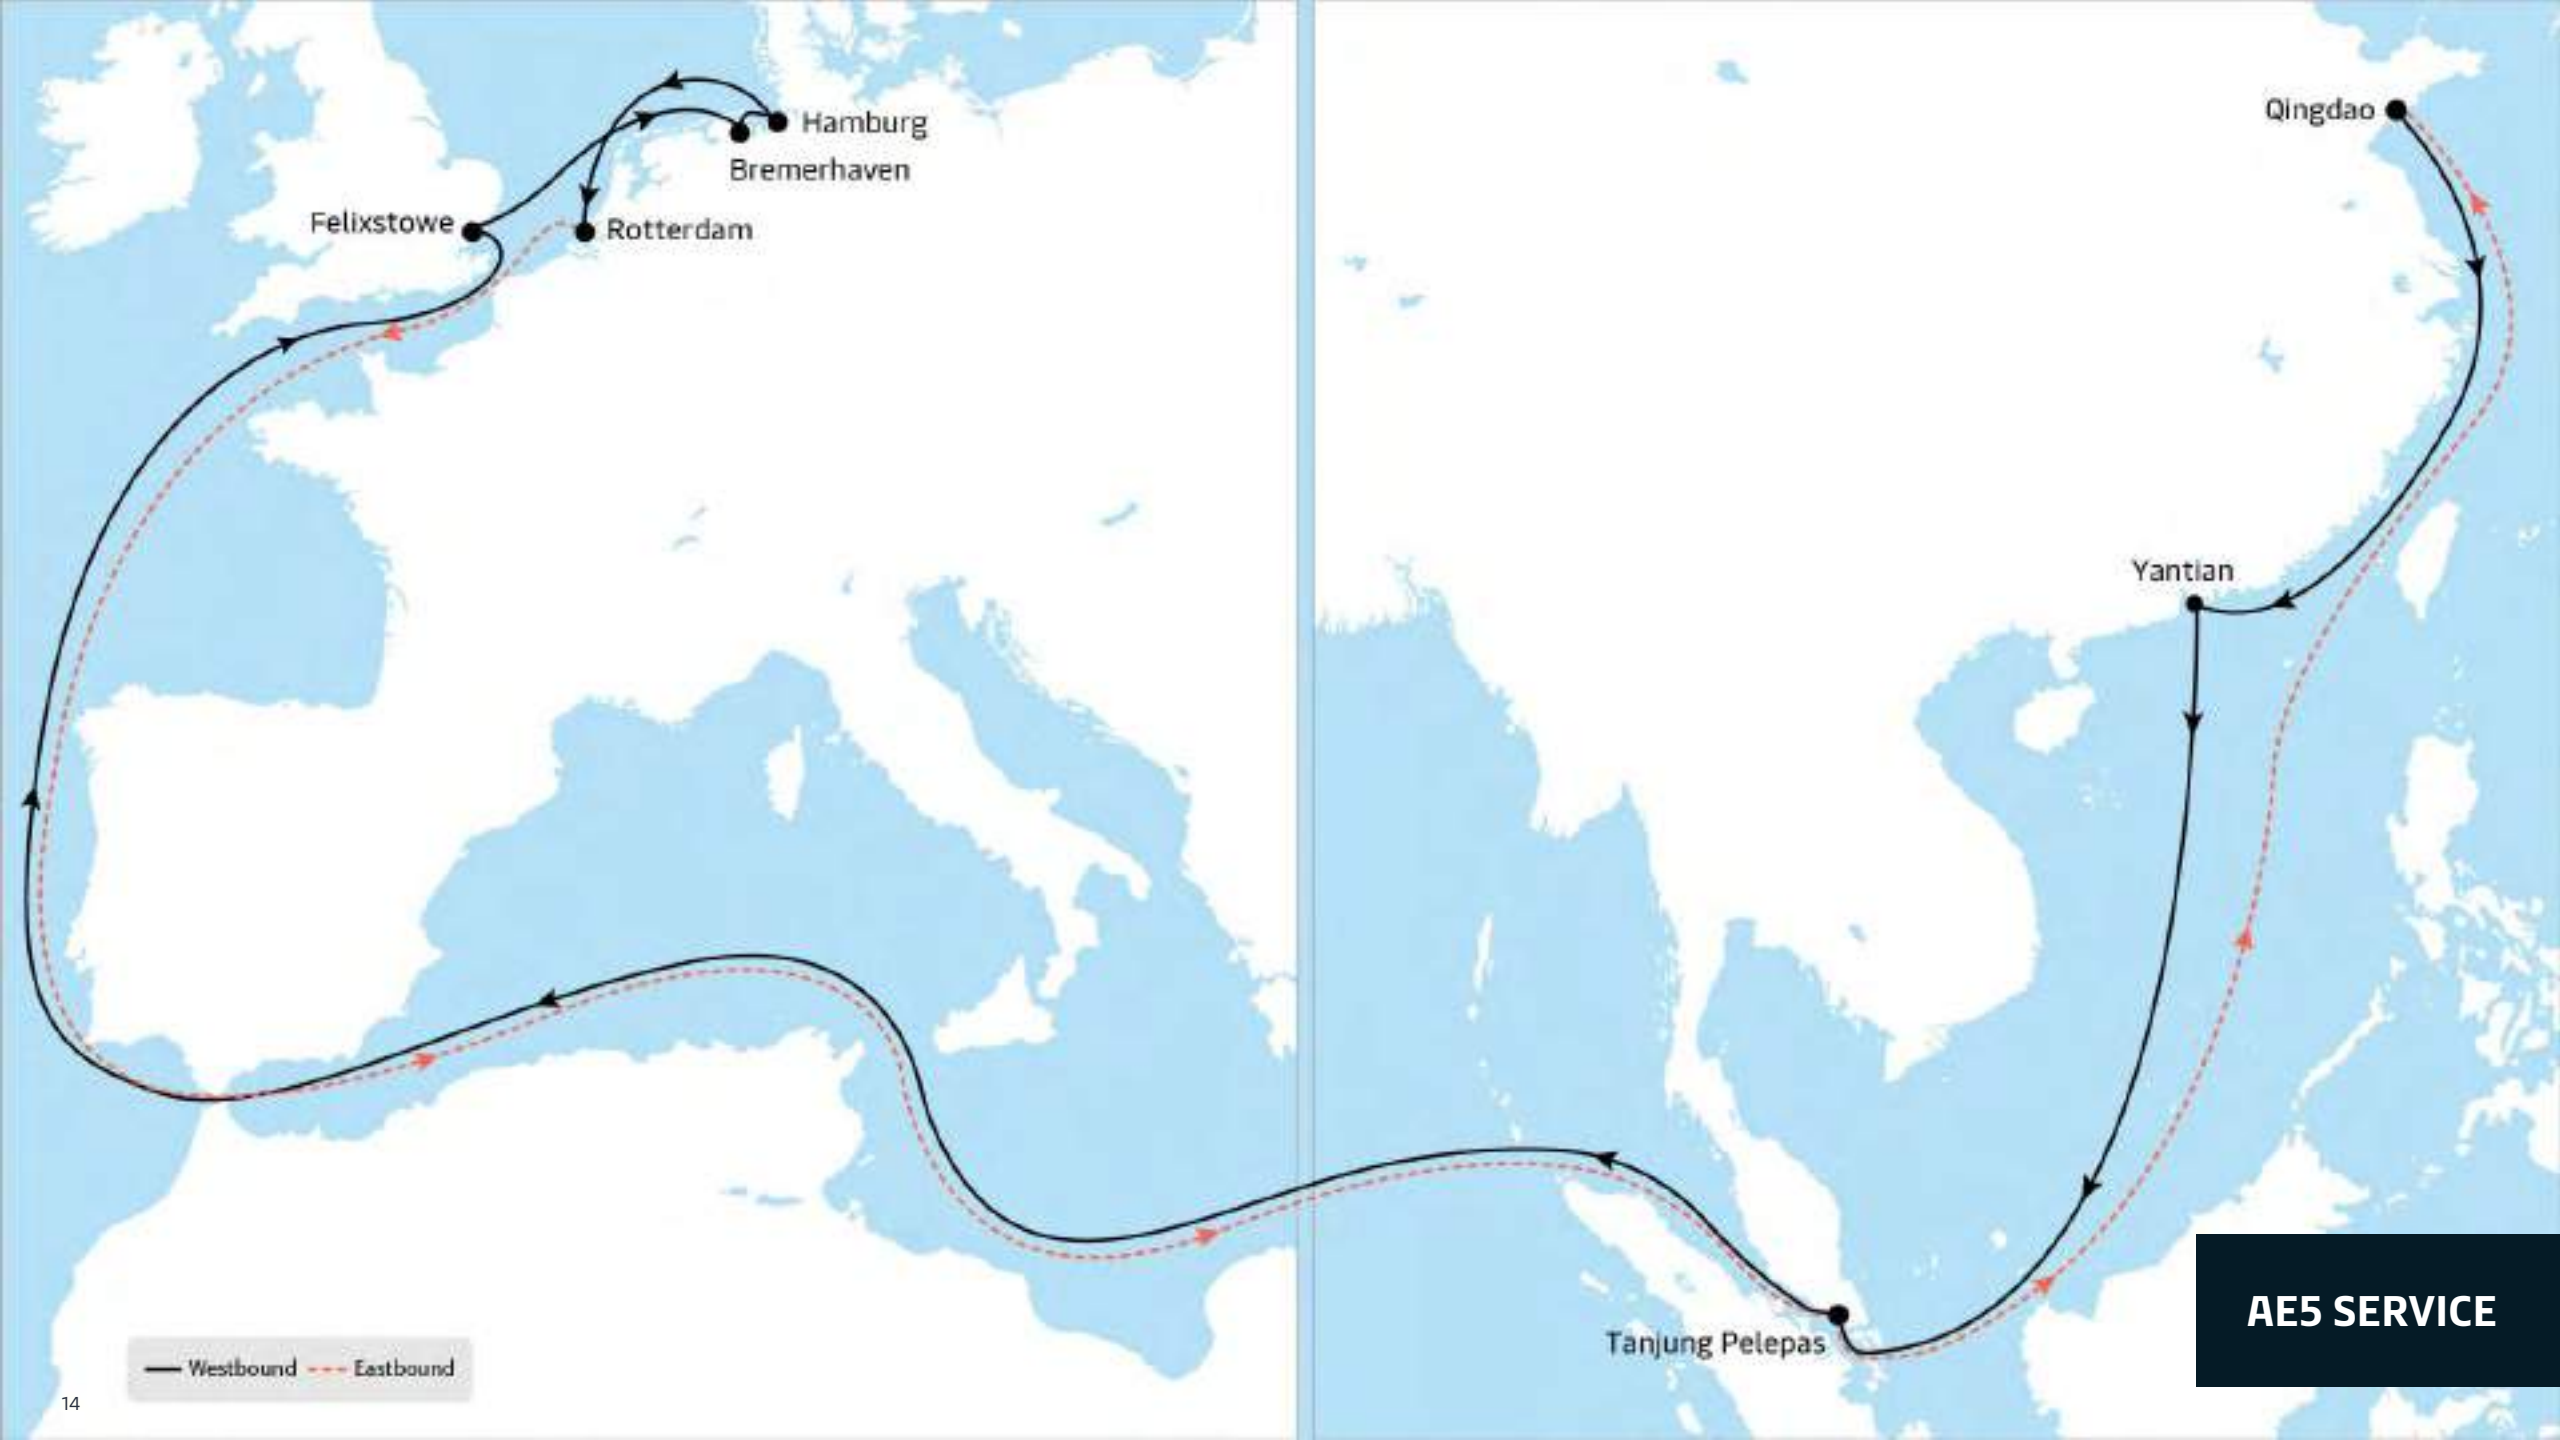 Hamburg
Bremerhaven
Felixstowe
Rotterdam
Qingdao
Yantian
Tanjung Pelepas
AE5 SERVICE
Westbound Eastbound
14